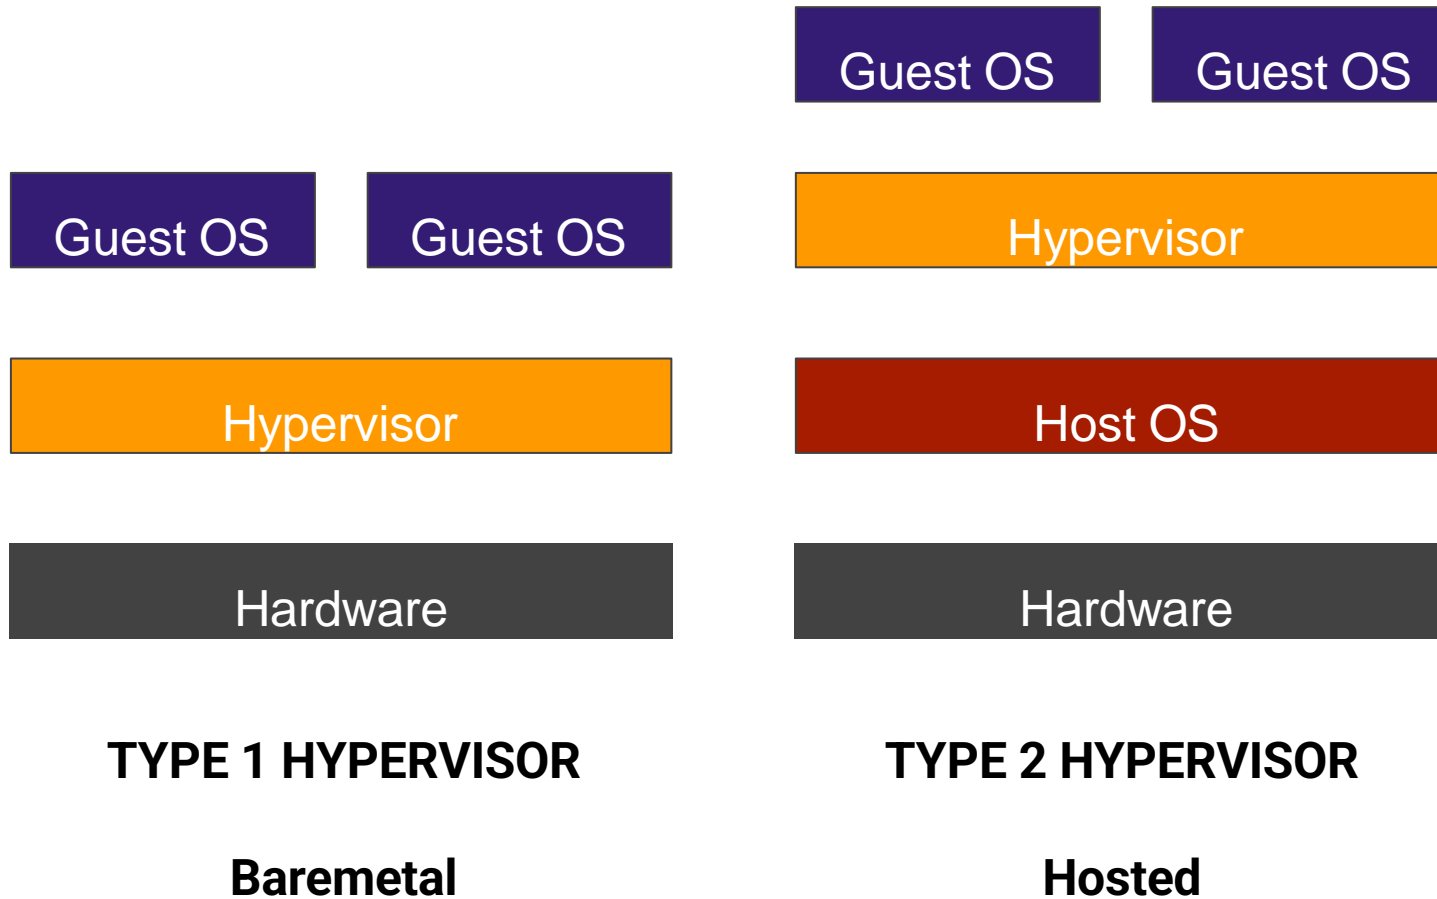 Guest OS Guest OS
Hypervisor
Hardware
TYPE 1 HYPERVISOR
Baremetal
Guest OS Guest OS
Hypervisor
Host OS
Hardware
TYPE 2 HYPERVISOR
Hosted